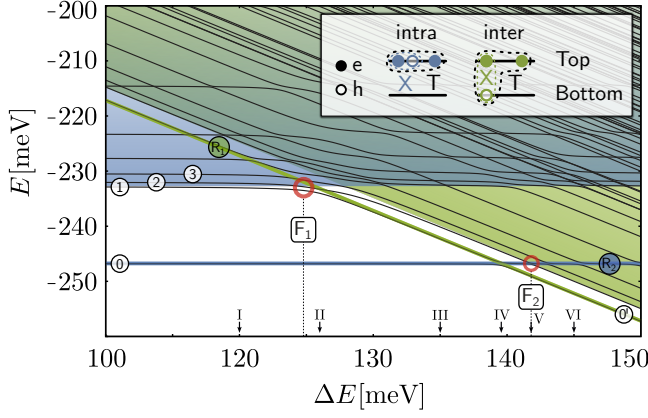 -200
-210
-220
-230
-240
-250
E [meV]
intra inter
e
h
X T X T
Top
Bottom
R₁
1 2 3
F₁
0
R₂
F₂
0'
I II III IV V VI
100 110 120 130 140 150
ΔE [meV]